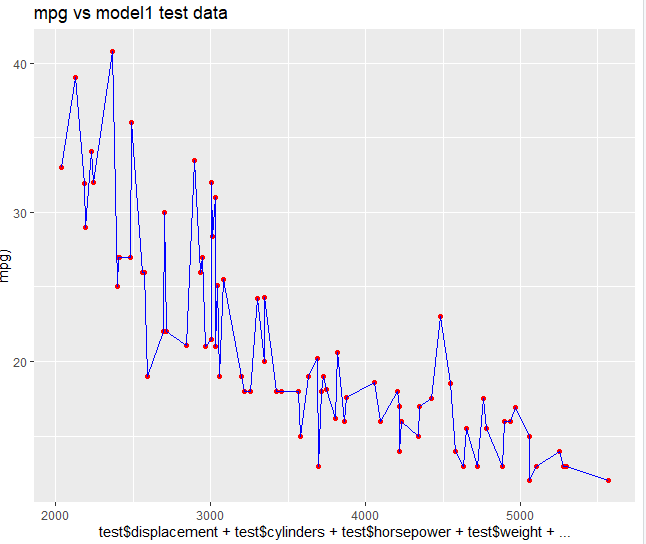 mpg vs model1 test data
40
30
20
mpg)
2000 3000 4000 5000
test$displacement + test$cylinders + test$horsepower + test$weight + ...